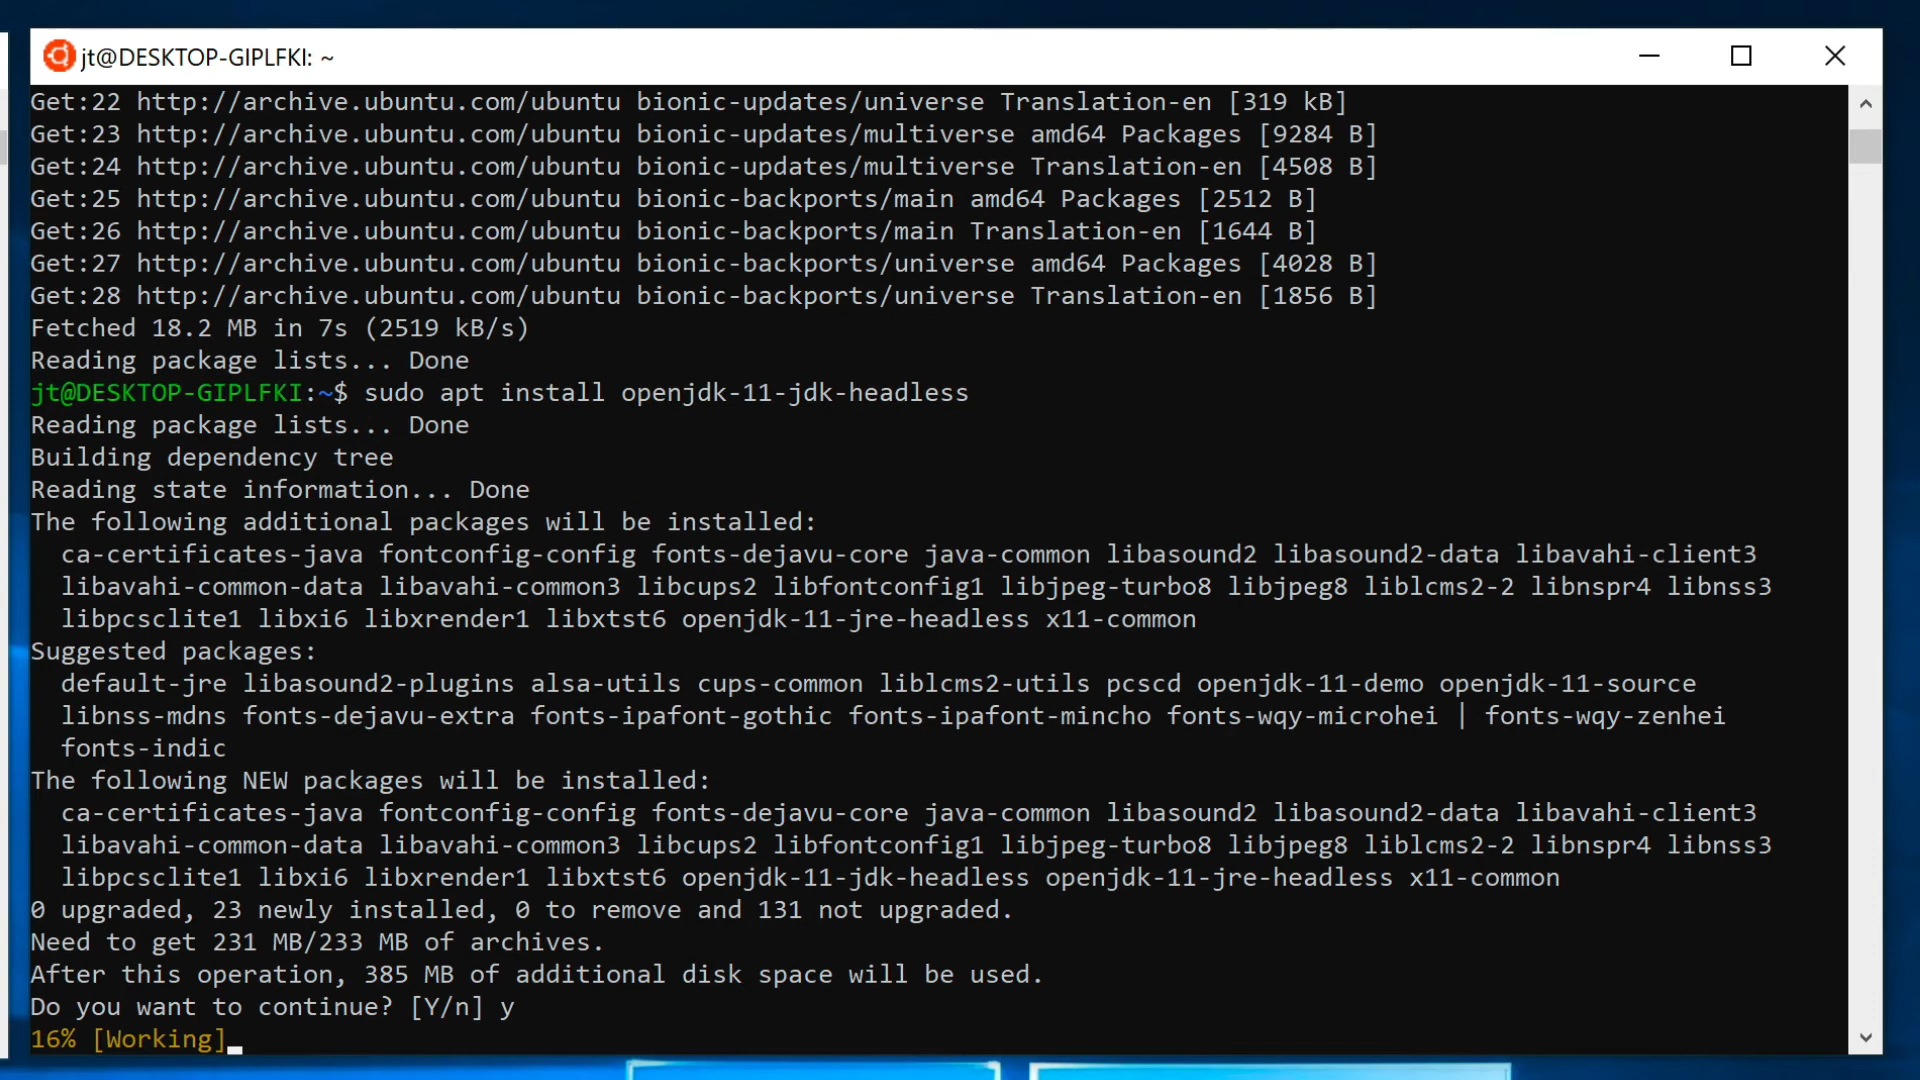 jt@DESKTOP-GIPLFKI: ~
Get:22 http://archive.ubuntu.com/ubuntu bionic-updates/universe Translation-en [319 kB]
Get:23 http://archive.ubuntu.com/ubuntu bionic-updates/multiverse amd64 Packages [9284 B]
Get:24 http://archive.ubuntu.com/ubuntu bionic-updates/multiverse Translation-en [4508 B]
Get:25 http://archive.ubuntu.com/ubuntu bionic-backports/main amd64 Packages [2512 B]
Get:26 http://archive.ubuntu.com/ubuntu bionic-backports/main Translation-en [1644 B]
Get:27 http://archive.ubuntu.com/ubuntu bionic-backports/universe amd64 Packages [4028 B]
Get:28 http://archive.ubuntu.com/ubuntu bionic-backports/universe Translation-en [1856 B]
Fetched 18.2 MB in 7s (2519 kB/s)
Reading package lists... Done
jt@DESKTOP-GIPLFKI:~$ sudo apt install openjdk-11-jdk-headless
Reading package lists... Done
Building dependency tree
Reading state information... Done
The following additional packages will be installed:
  ca-certificates-java fontconfig-config fonts-dejavu-core java-common libasound2 libasound2-data libavahi-client3
  libavahi-common-data libavahi-common3 libcups2 libfontconfig1 libjpeg-turbo8 libjpeg8 liblcms2-2 libnspr4 libnss3
  libpcsclite1 libxi6 libxrender1 libxtst6 openjdk-11-jre-headless x11-common
Suggested packages:
  default-jre libasound2-plugins alsa-utils cups-common liblcms2-utils pcscd openjdk-11-demo openjdk-11-source
  libnss-mdns fonts-dejavu-extra fonts-ipafont-gothic fonts-ipafont-mincho fonts-wqy-microhei | fonts-wqy-zenhei
  fonts-indic
The following NEW packages will be installed:
  ca-certificates-java fontconfig-config fonts-dejavu-core java-common libasound2 libasound2-data libavahi-client3
  libavahi-common-data libavahi-common3 libcups2 libfontconfig1 libjpeg-turbo8 libjpeg8 liblcms2-2 libnspr4 libnss3
  libpcsclite1 libxi6 libxrender1 libxtst6 openjdk-11-jdk-headless openjdk-11-jre-headless x11-common
0 upgraded, 23 newly installed, 0 to remove and 131 not upgraded.
Need to get 231 MB/233 MB of archives.
After this operation, 385 MB of additional disk space will be used.
Do you want to continue? [Y/n] y
16% [Working]